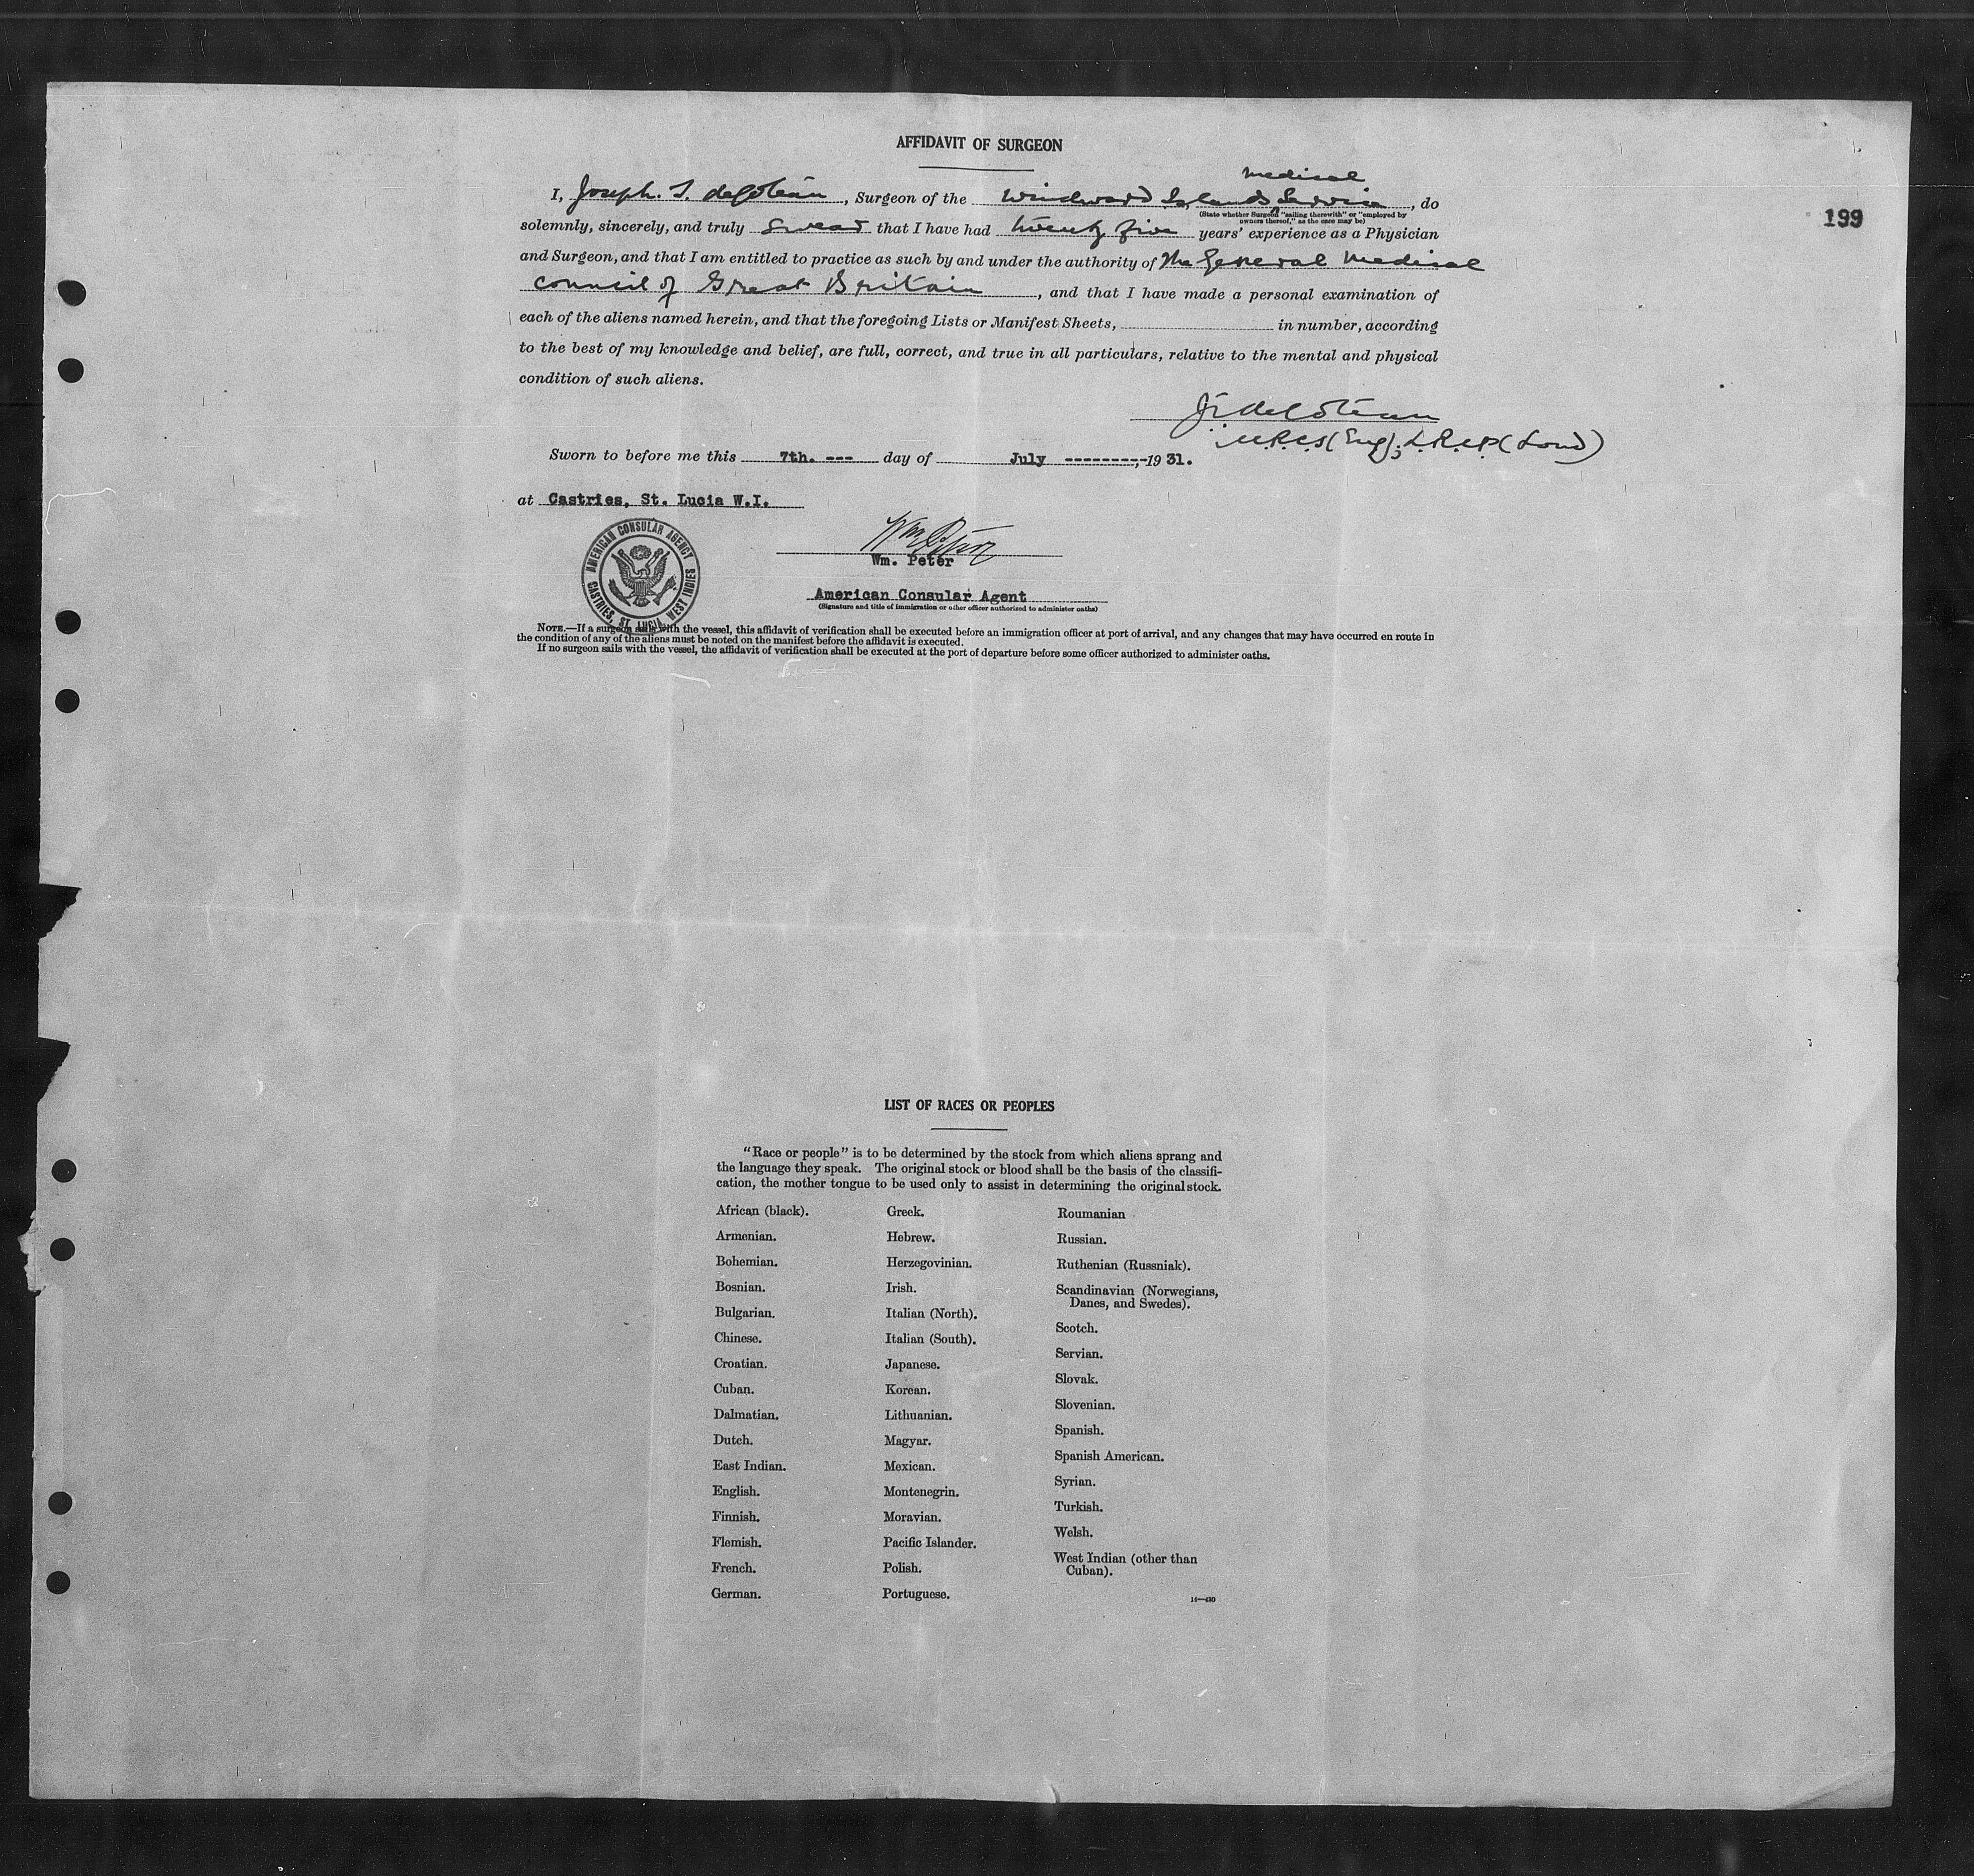 AFFIDAVIT OF SURGEON
199
medical
I, Joseph. T. , Surgeon of the Windward Islands Service, do
(State whether Surgeon "sailing therewith" or "employed by
owners thereof," as the case may be)
solemnly, sincerely, and truly Swear that I have had twenty five years' experience as a Physician
and Surgeon, and that I am entitled to practice as such by and under the authority of The General Medical
Council of Great Britain, and that I have made a personal examination of
each of the aliens named herein, and that the foregoing Lists or Manifest Sheets, in number, according
to the best of my knowledge and belief, are full, correct, and true in all particulars, relative to the mental and physical
condition of such aliens.
M.R.C.S (Eng); L.R.C.P. (Lond)
Sworn to before me this 7th. --- day of July ---------, 1931.
at Castries, St. Lucia W.I.
AMERICAN CONSULAR AGENCY
CASTRIES, ST. LUCIA, WEST INDIES
Wm Peter
Wm. Peter
American Consular Agent
(Signature and title of immigration or other officer authorized to administer oaths)
NOTE.—If a surgeon sails with the vessel, this affidavit of verification shall be executed before an immigration officer at port of arrival, and any changes that may have occurred en route in
the condition of any of the aliens must be noted on the manifest before the affidavit is executed.
If no surgeon sails with the vessel, the affidavit of verification shall be executed at the port of departure before some officer authorized to administer oaths.
LIST OF RACES OR PEOPLES
"Race or people" is to be determined by the stock from which aliens sprang and
the language they speak. The original stock or blood shall be the basis of the classifi-
cation, the mother tongue to be used only to assist in determining the original stock.
African (black).
Armenian.
Bohemian.
Bosnian.
Bulgarian.
Chinese.
Croatian.
Cuban.
Dalmatian.
Dutch.
East Indian.
English.
Finnish.
Flemish.
French.
German.
Greek.
Hebrew.
Herzegovinian.
Irish.
Italian (North).
Italian (South).
Japanese.
Korean.
Lithuanian.
Magyar.
Mexican.
Montenegrin.
Moravian.
Pacific Islander.
Polish.
Portuguese.
Roumanian
Russian.
Ruthenian (Russniak).
Scandinavian (Norwegians,
Danes, and Swedes).
Scotch.
Servian.
Slovak.
Slovenian.
Spanish.
Spanish American.
Syrian.
Turkish.
Welsh.
West Indian (other than
Cuban).
14—430